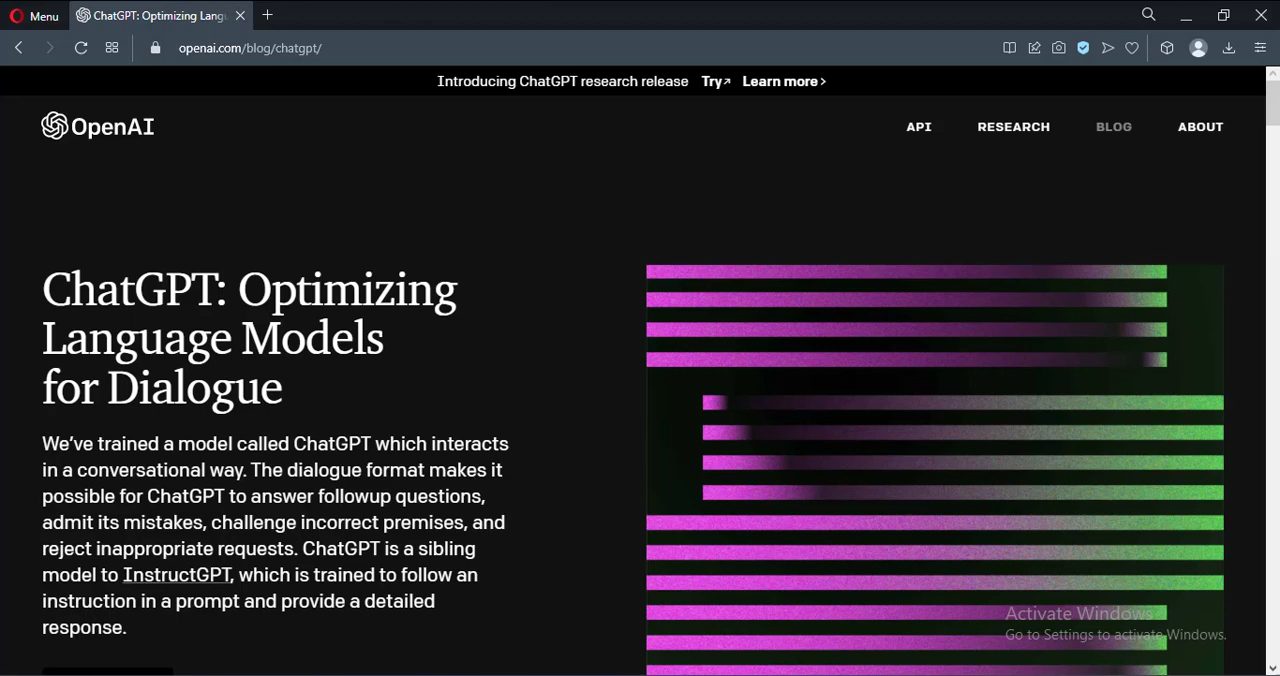 Menu
ChatGPT: Optimizing Lang
openai.com/blog/chatgpt/
Introducing ChatGPT research release Try↗ Learn more >
OpenAI
API RESEARCH BLOG ABOUT
ChatGPT: Optimizing
Language Models
for Dialogue
We’ve trained a model called ChatGPT which interacts
in a conversational way. The dialogue format makes it
possible for ChatGPT to answer followup questions,
admit its mistakes, challenge incorrect premises, and
reject inappropriate requests. ChatGPT is a sibling
model to InstructGPT, which is trained to follow an
instruction in a prompt and provide a detailed
response.
Activate Windows
Go to Settings to activate Windows.